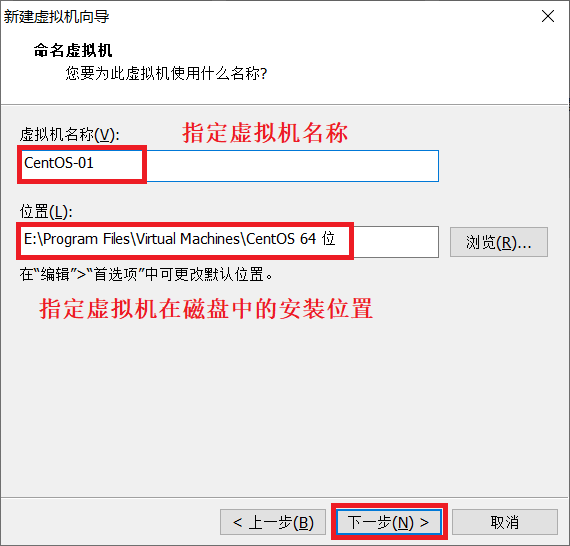 新建虚拟机向导
命名虚拟机
您要为此虚拟机使用什么名称?
虚拟机名称(V):
指定虚拟机名称
CentOS-01
位置(L):
E:\Program Files\Virtual Machines\CentOS 64 位
浏览(R)...
在“编辑”>“首选项”中可更改默认位置。
指定虚拟机在磁盘中的安装位置
< 上一步(B)
下一步(N) >
取消